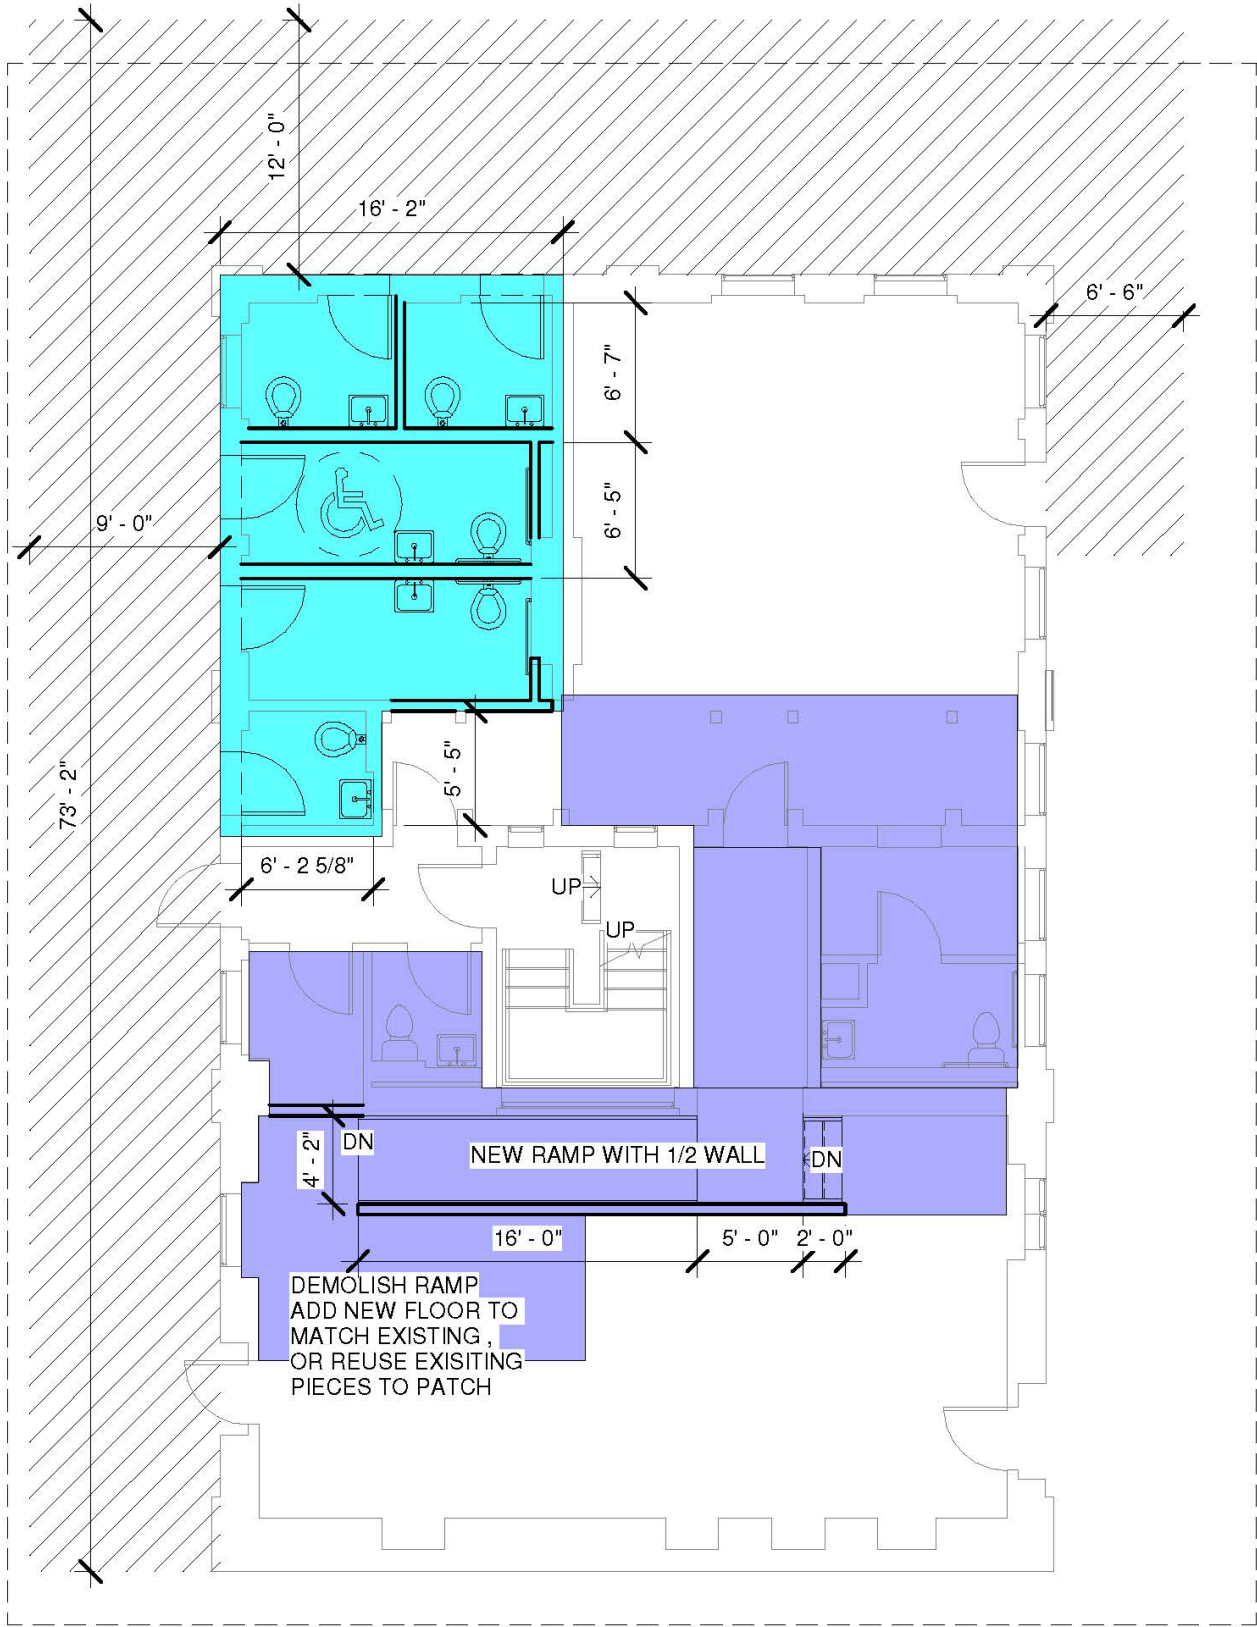 12' - 0"
16' - 2"
6' - 6"
6' - 7"
6' - 5"
9' - 0"
73' - 2"
5' - 5"
6' - 2 5/8"
UP
UP
4' - 2"
DN
NEW RAMP WITH 1/2 WALL
DN
16' - 0"
5' - 0"
2' - 0"
DEMOLISH RAMP
ADD NEW FLOOR TO
MATCH EXISTING ,
OR REUSE EXISITING
PIECES TO PATCH